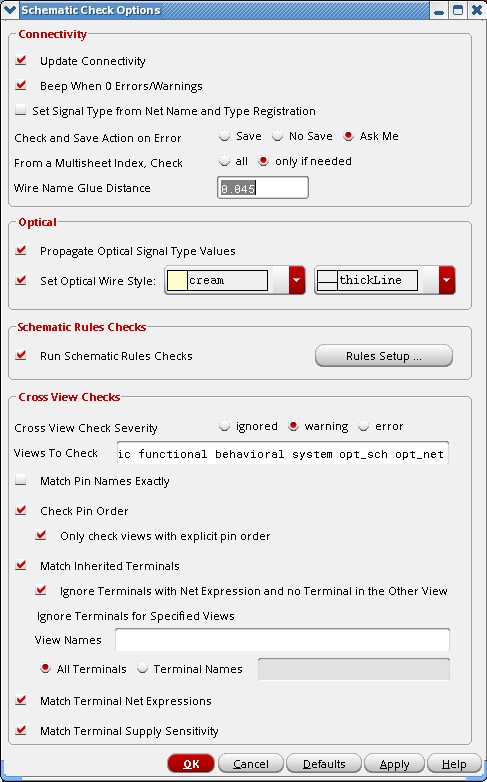 Schematic Check Options
Connectivity
Update Connectivity
Beep When 0 Errors/Warnings
Set Signal Type from Net Name and Type Registration
Check and Save Action on Error Save No Save Ask Me
From a Multisheet Index, Check all only if needed
Wire Name Glue Distance 0.045
Optical
Propagate Optical Signal Type Values
Set Optical Wire Style: cream thickLine
Schematic Rules Checks
Run Schematic Rules Checks Rules Setup ...
Cross View Checks
Cross View Check Severity ignored warning error
Views To Check ic functional behavioral system opt_sch opt_net
Match Pin Names Exactly
Check Pin Order
Only check views with explicit pin order
Match Inherited Terminals
Ignore Terminals with Net Expression and no Terminal in the Other View
Ignore Terminals for Specified Views
View Names
All Terminals Terminal Names
Match Terminal Net Expressions
Match Terminal Supply Sensitivity
OK Cancel Defaults Apply Help